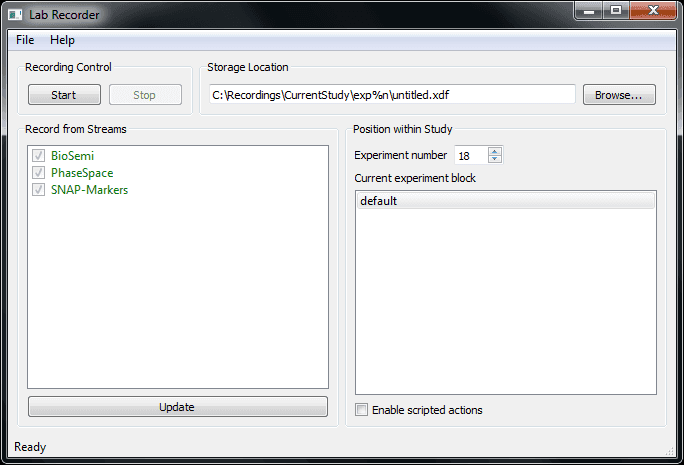 Lab Recorder
File Help
Recording Control
Start Stop
Storage Location
C:\Recordings\CurrentStudy\exp%n\untitled.xdf Browse...
Record from Streams
BioSemi
PhaseSpace
SNAP-Markers
Update
Position within Study
Experiment number 18
Current experiment block
default
Enable scripted actions
Ready